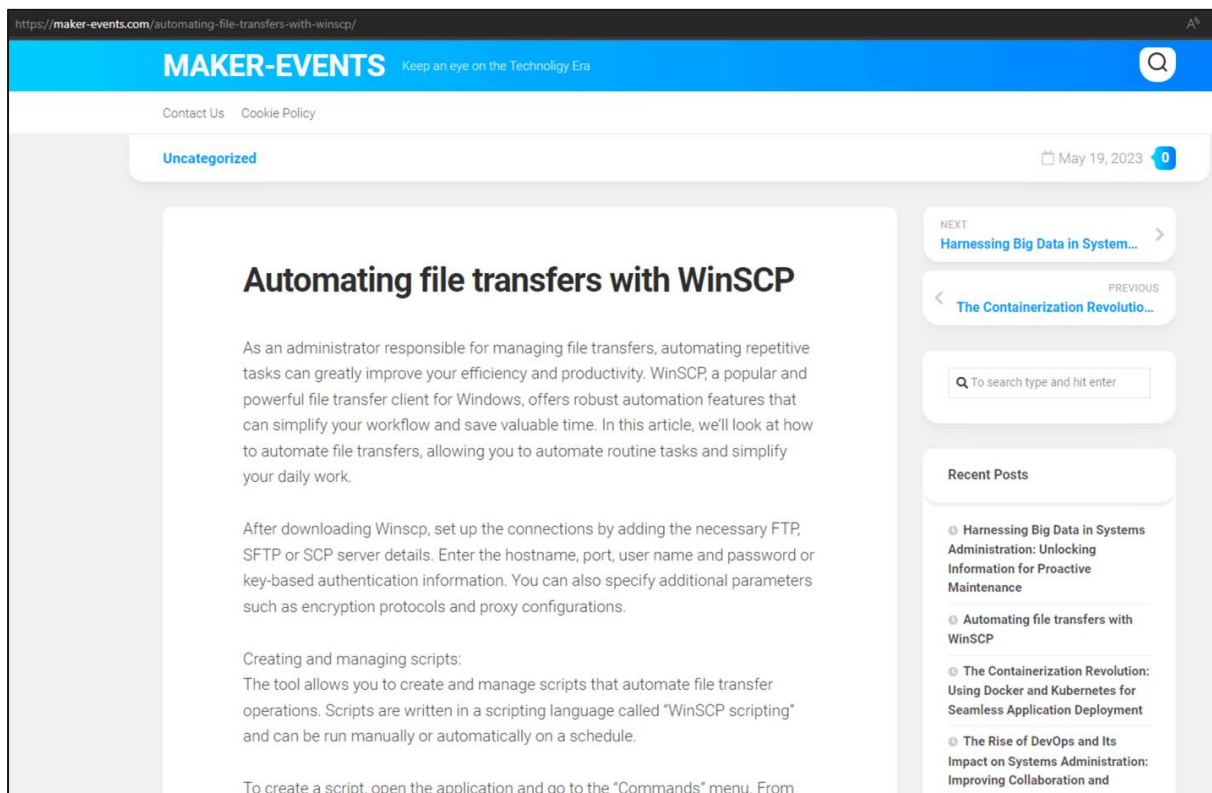 https://maker-events.com/automating-file-transfers-with-winscp/
A
MAKER-EVENTS
Keep an eye on the Technoligy Era
Contact Us
Cookie Policy
Uncategorized
May 19, 2023
0
Automating file transfers with WinSCP
As an administrator responsible for managing file transfers, automating repetitive
tasks can greatly improve your efficiency and productivity. WinSCP, a popular and
powerful file transfer client for Windows, offers robust automation features that
can simplify your workflow and save valuable time. In this article, we'll look at how
to automate file transfers, allowing you to automate routine tasks and simplify
your daily work.
After downloading Winscp, set up the connections by adding the necessary FTP,
SFTP or SCP server details. Enter the hostname, port, user name and password or
key-based authentication information. You can also specify additional parameters
such as encryption protocols and proxy configurations.
Creating and managing scripts:
The tool allows you to create and manage scripts that automate file transfer
operations. Scripts are written in a scripting language called “WinSCP scripting”
and can be run manually or automatically on a schedule.
To create a script, open the application and go to the “Commands” menu. From
NEXT
Harnessing Big Data in System...
PREVIOUS
The Containerization Revolutio...
To search type and hit enter
Recent Posts
Harnessing Big Data in Systems
Administration: Unlocking
Information for Proactive
Maintenance
Automating file transfers with
WinSCP
The Containerization Revolution:
Using Docker and Kubernetes for
Seamless Application Deployment
The Rise of DevOps and Its
Impact on Systems Administration:
Improving Collaboration and